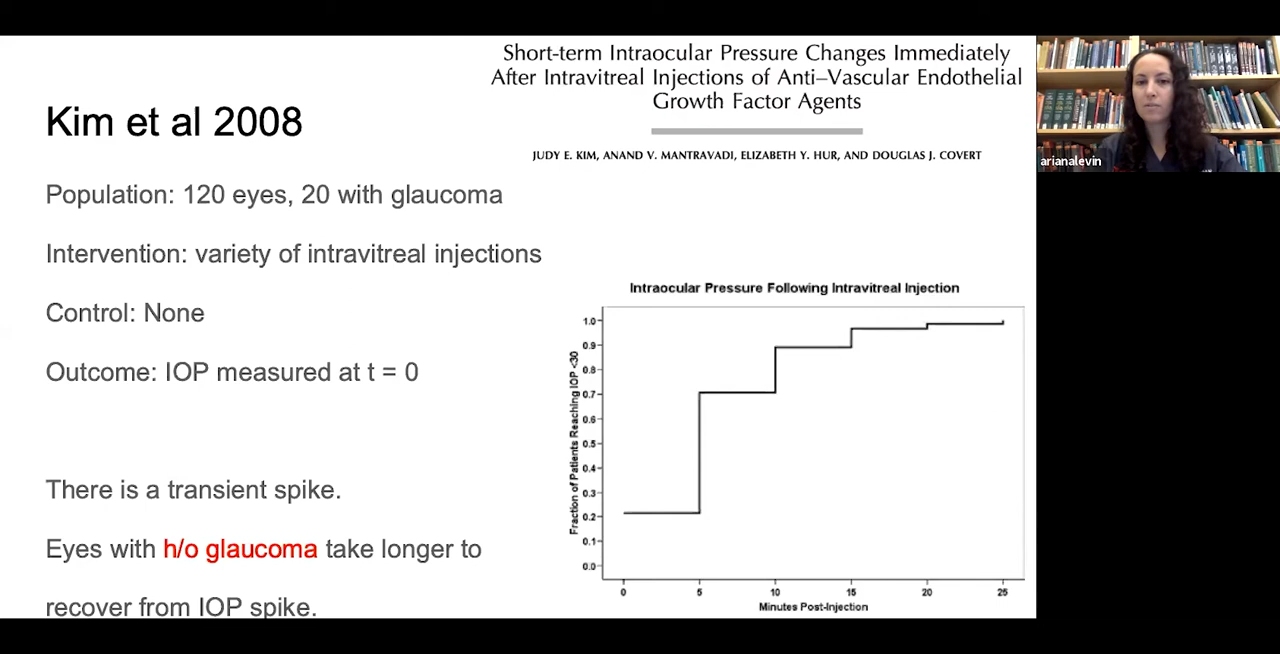 Short-term Intraocular Pressure Changes Immediately
After Intravitreal Injections of Anti–Vascular Endothelial
Growth Factor Agents
JUDY E. KIM, ANAND V. MANTRAVADI, ELIZABETH Y. HUR, AND DOUGLAS J. COVERT
arianalevin
Kim et al 2008
Population: 120 eyes, 20 with glaucoma
Intervention: variety of intravitreal injections
Control: None
Outcome: IOP measured at t = 0
There is a transient spike.
Eyes with h/o glaucoma take longer to
recover from IOP spike.
Intraocular Pressure Following Intravitreal Injection
Fraction of Patients Reaching IOP <30
1.0
0.9
0.8
0.7
0.6
0.5
0.4
0.3
0.2
0.1
0.0
0 5 10 15 20 25
Minutes Post-Injection